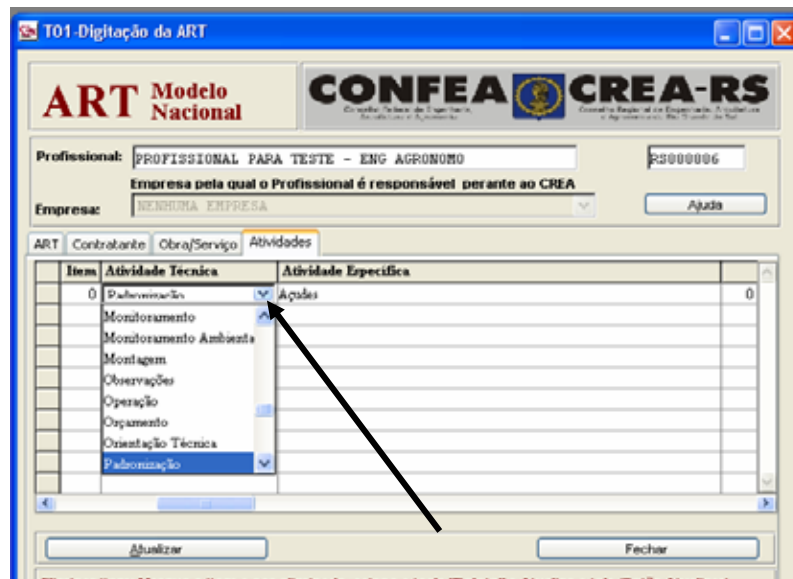 T01-Digitação da ART
ART Modelo Nacional
CONFEA CREA-RS
Profissional: PROFISSIONAL PARA TESTE - ENG AGRONOMO RS000006
Empresa pela qual o Profissional é responsável perante ao CREA
Empresa: NENHUMA EMPRESA Ajuda
ART Contratante Obra/Serviço Atividades
Item Atividade Técnica Atividade Específica
0 Padronização Açudes 0
Monitoramento
Monitoramento Ambienta
Montagem
Observações
Operação
Orçamento
Orientação Técnica
Padronização
Atualizar Fechar